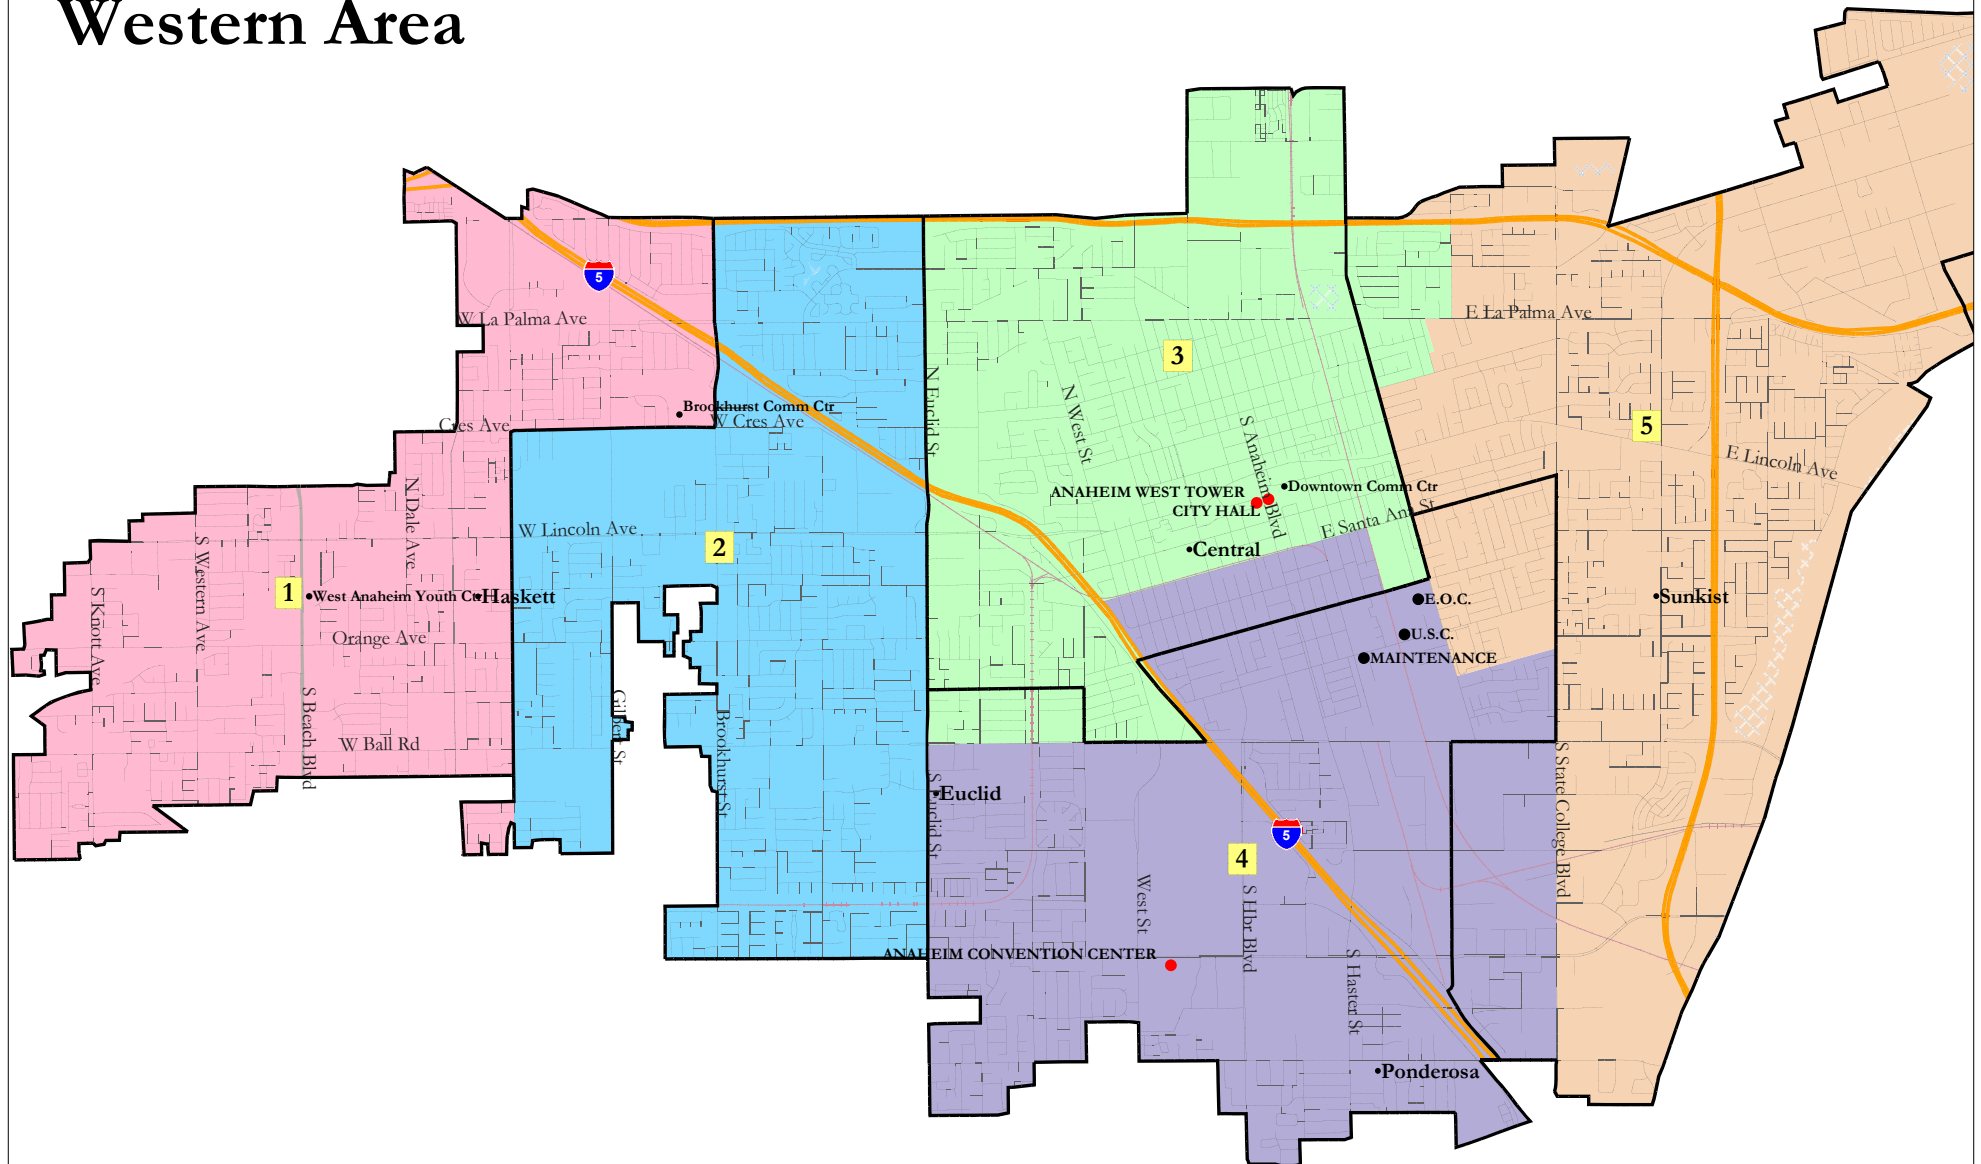 Western Area
5
W La Palma Ave
E La Palma Ave
3
N Euclid St
N West St
Brookhurst Comm Ctr
W Cres Ave
Cres Ave
5
S Anaheim Blvd
E Lincoln Ave
N Dale Ave
ANAHEIM WEST TOWER
Downtown Comm Ctr
CITY HALL
E Santa Ana St
W Lincoln Ave
2
Central
S Western Ave
S Knott Ave
1
West Anaheim Youth Ctr
Haskett
E.O.C.
Sunkist
Orange Ave
U.S.C.
MAINTENANCE
S Beach Blvd
Gilbert St
Brookhurst St
W Ball Rd
S State College Blvd
S Euclid St
Euclid
5
4
West St
S Hbr Blvd
S Haster St
ANAHEIM CONVENTION CENTER
Ponderosa